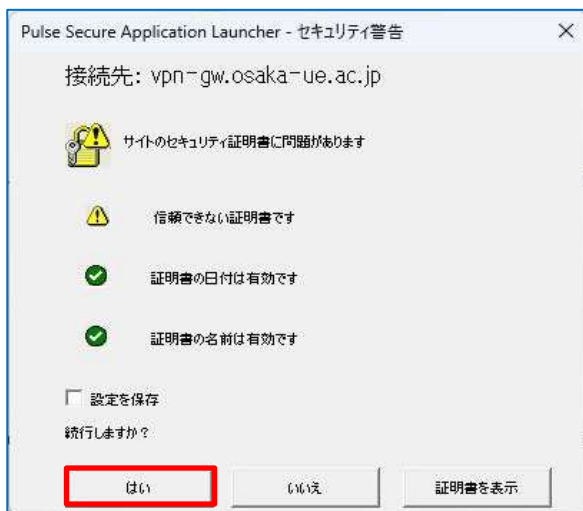 Pulse Secure Application Launcher - セキュリティ警告
接続先: vpn-gw.osaka-ue.ac.jp
サイトのセキュリティ証明書に問題があります
信頼できない証明書です
証明書の日付は有効です
証明書の名前は有効です
設定を保存
続行しますか?
はい いいえ 証明書を表示